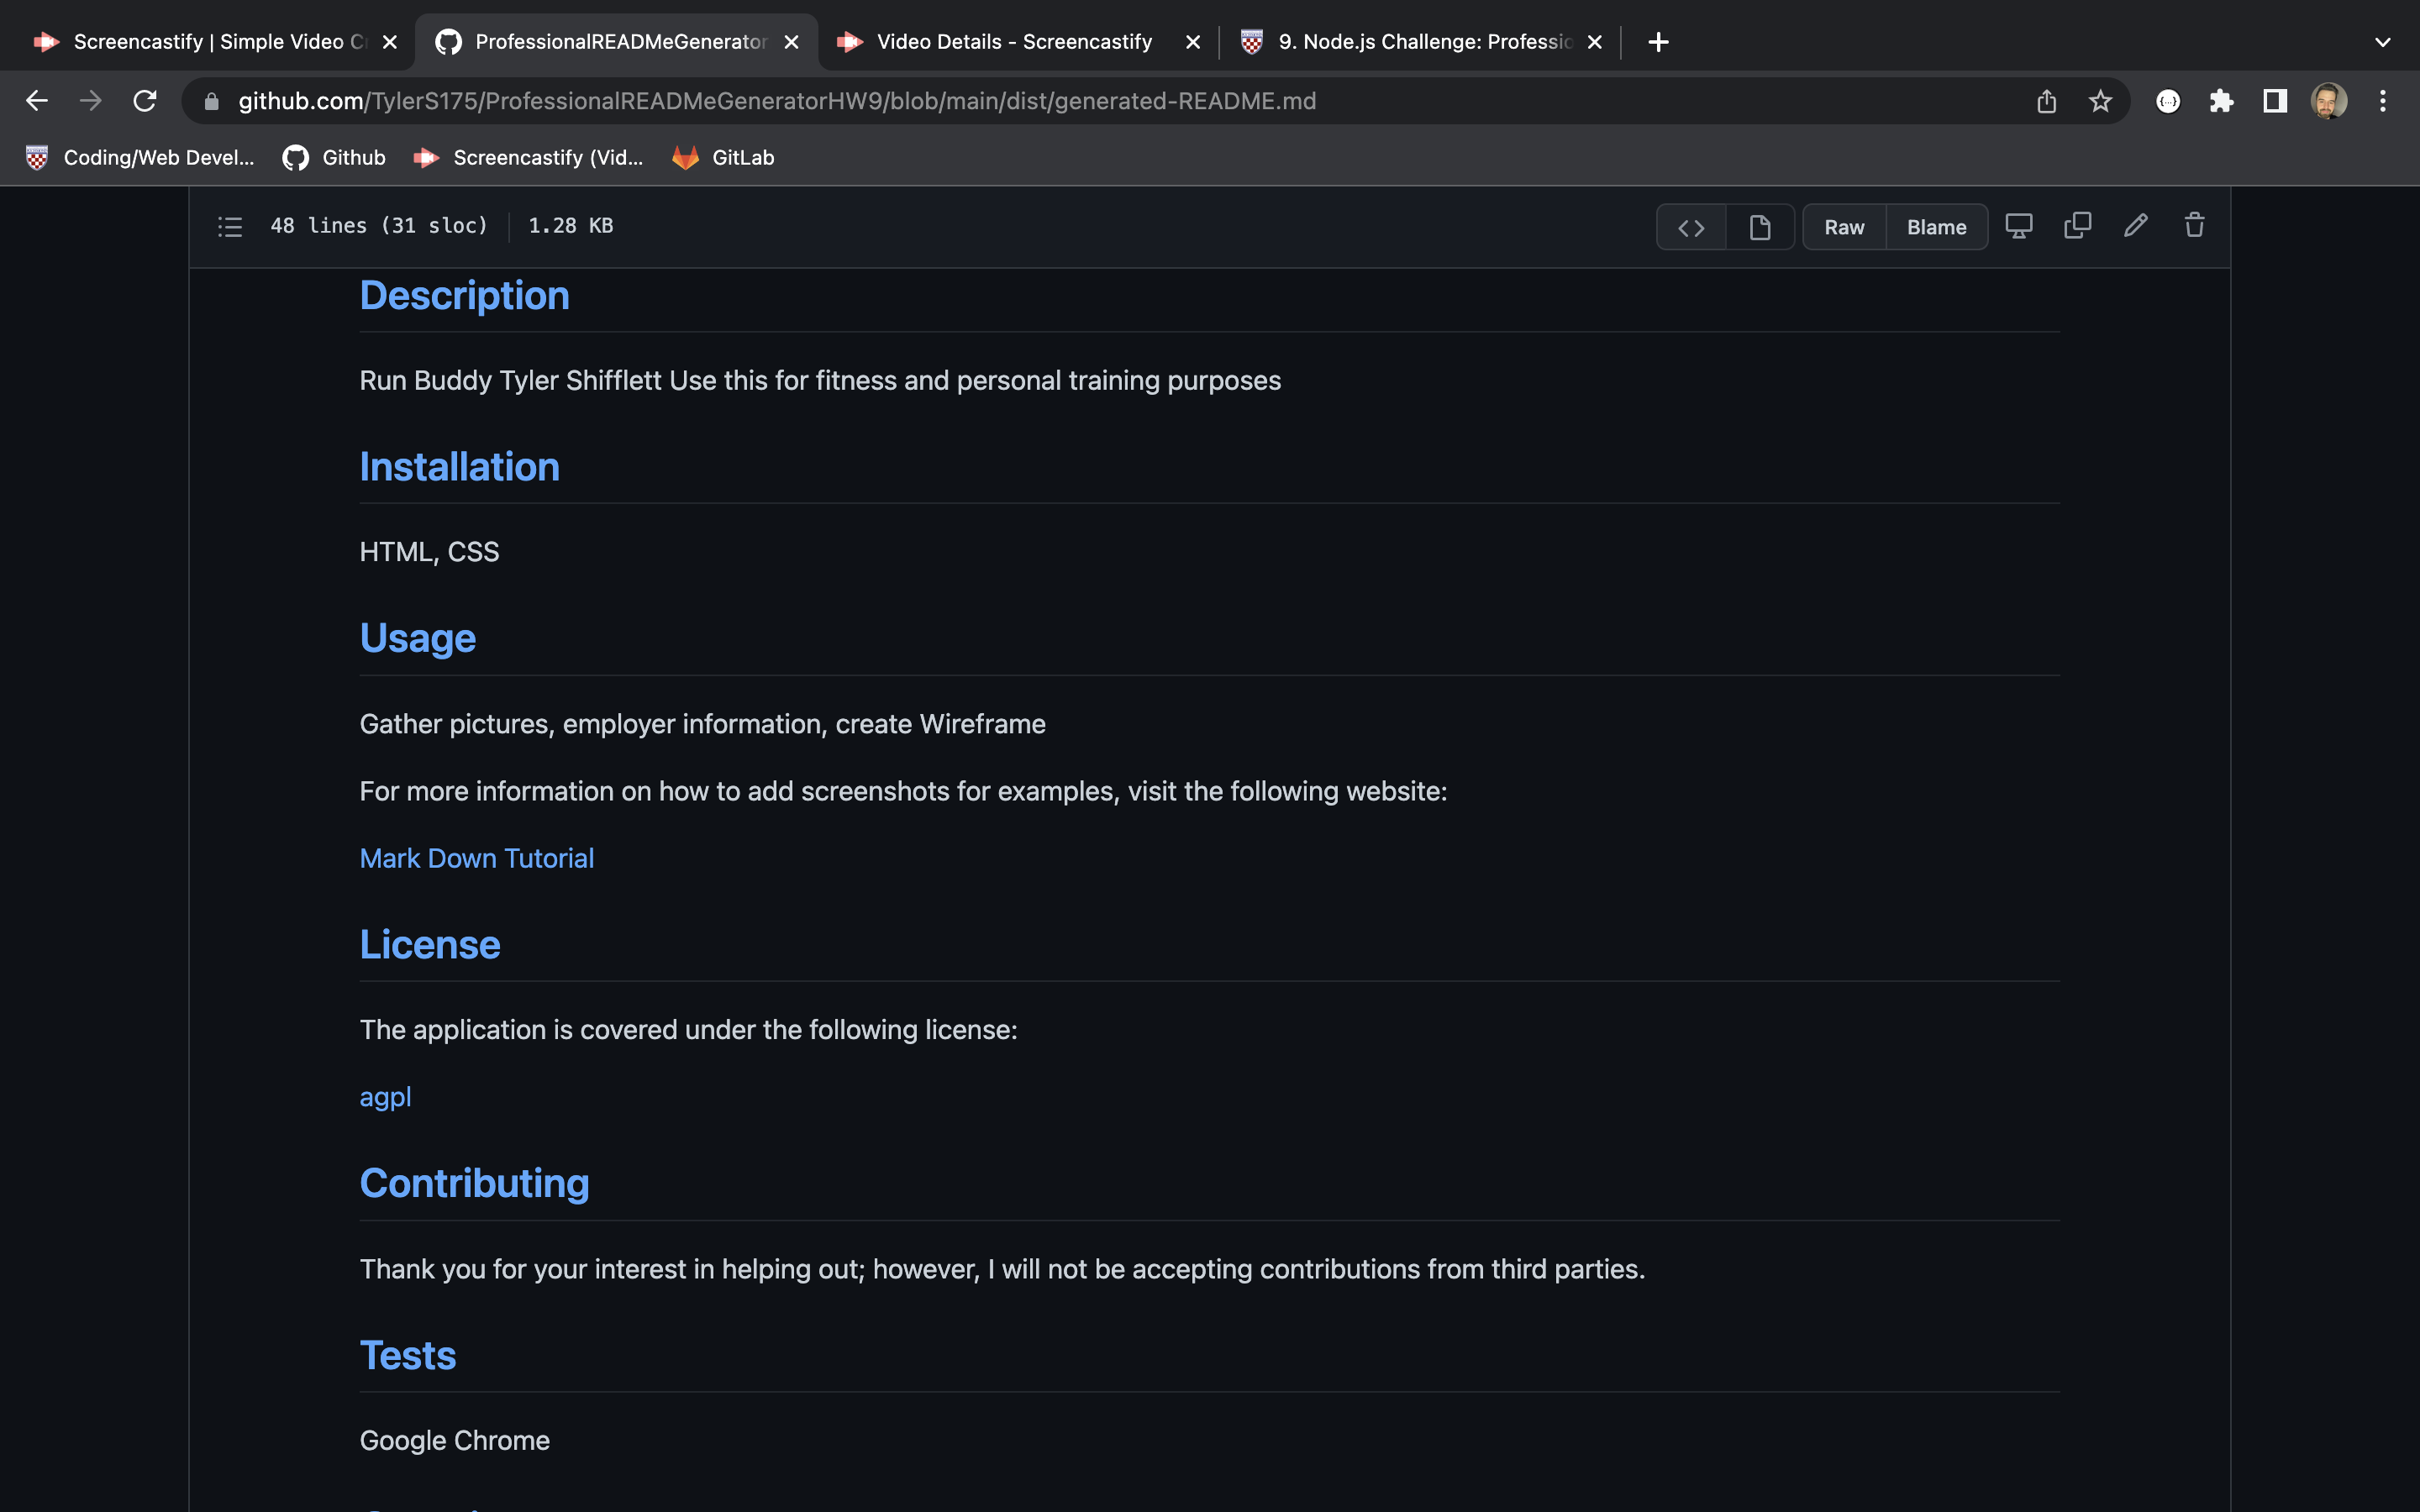 Screencastify | Simple Video C
ProfessionalREADMeGenerator
Video Details - Screencastify
9. Node.js Challenge: Professio
github.com/TylerS175/ProfessionalREADMeGeneratorHW9/blob/main/dist/generated-README.md
Coding/Web Devel... Github Screencastify (Vid... GitLab
48 lines (31 sloc) 1.28 KB Raw Blame
Description
Run Buddy Tyler Shifflett Use this for fitness and personal training purposes
Installation
HTML, CSS
Usage
Gather pictures, employer information, create Wireframe
For more information on how to add screenshots for examples, visit the following website:
Mark Down Tutorial
License
The application is covered under the following license:
agpl
Contributing
Thank you for your interest in helping out; however, I will not be accepting contributions from third parties.
Tests
Google Chrome